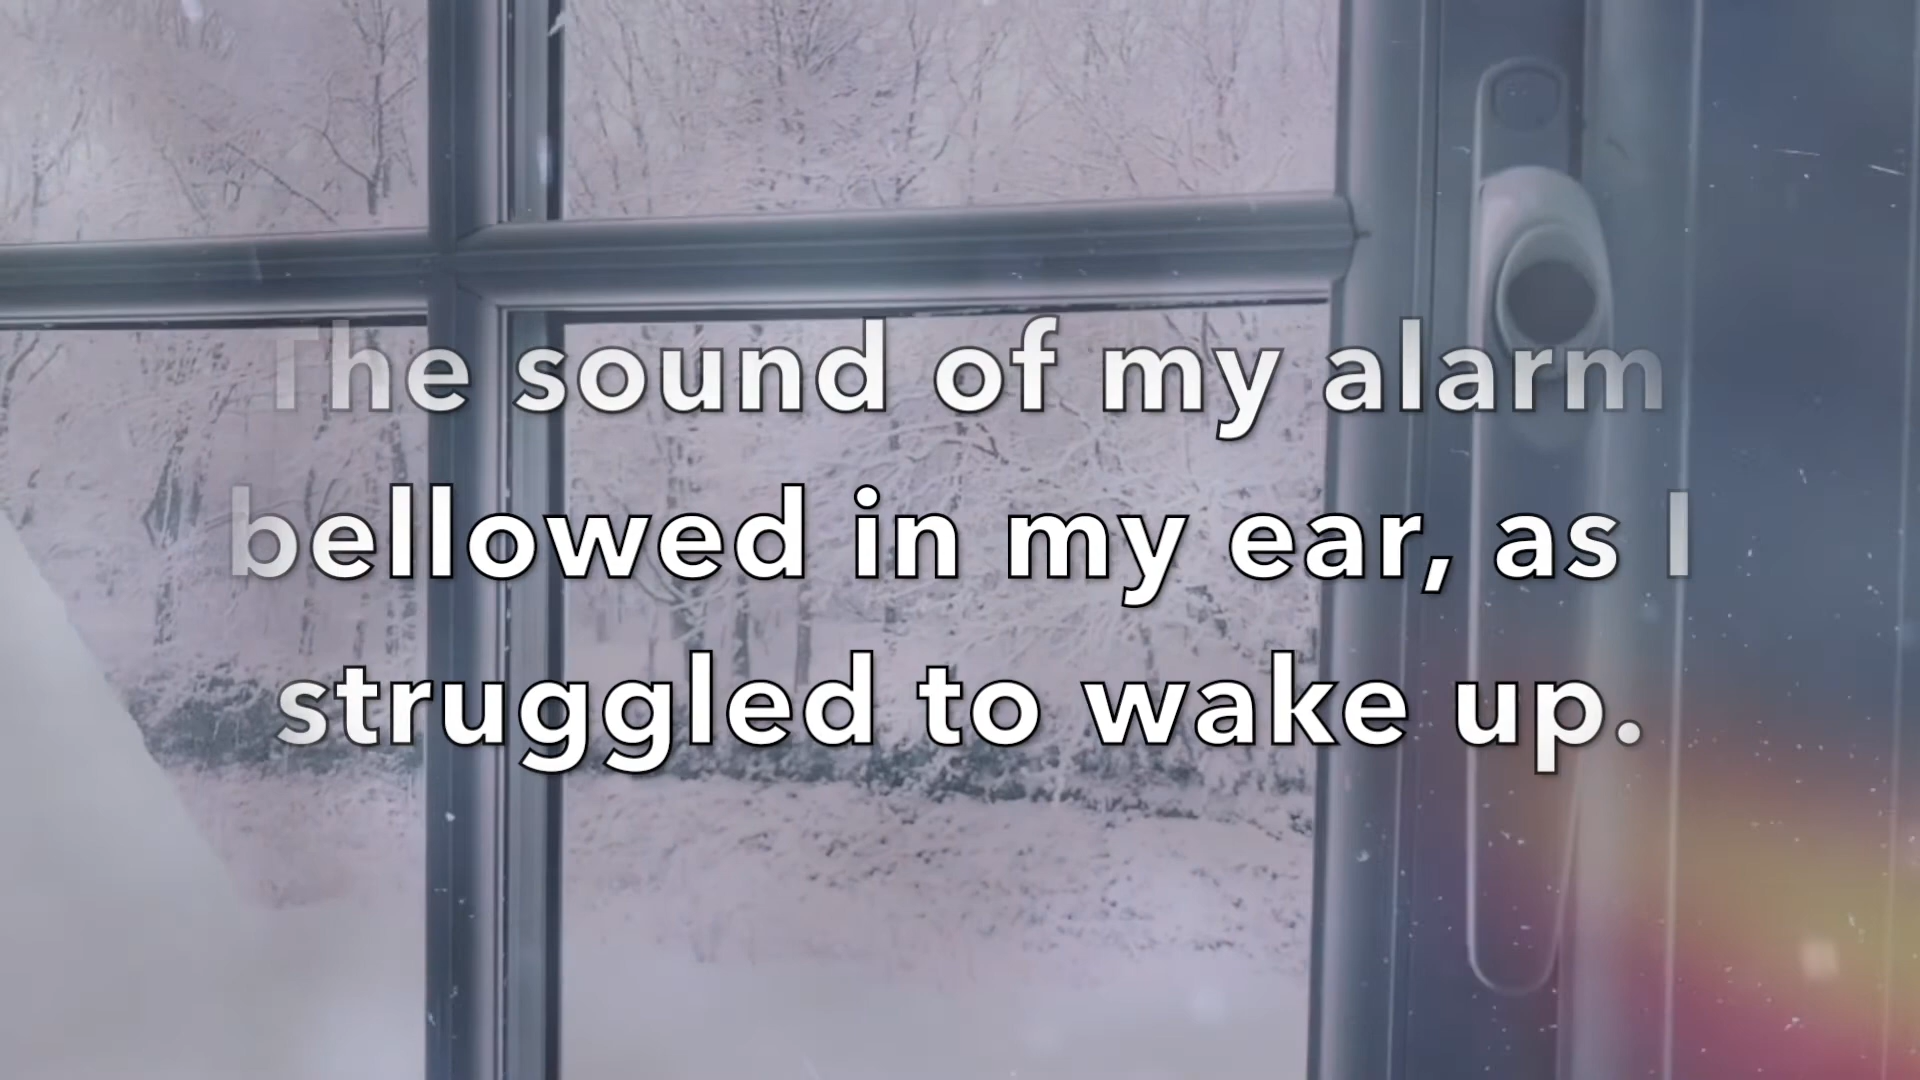 The sound of my alarm
bellowed in my ear, as I
struggled to wake up.